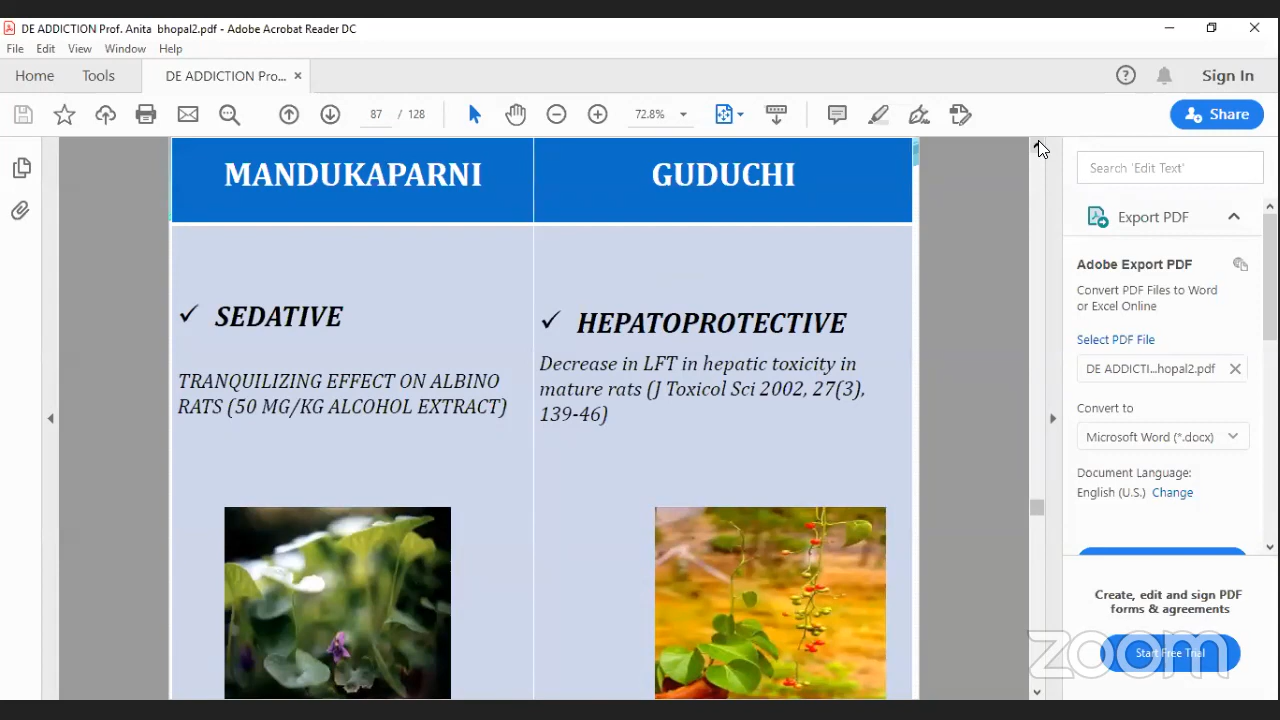 DE ADDICTION Prof. Anita bhopal2.pdf - Adobe Acrobat Reader DC
File Edit View Window Help
Home Tools DE ADDICTION Pro... × Sign In
87 / 128 72.8% Share
MANDUKAPARNI GUDUCHI
✓ SEDATIVE
TRANQUILIZING EFFECT ON ALBINO
RATS (50 MG/KG ALCOHOL EXTRACT)
✓ HEPATOPROTECTIVE
Decrease in LFT in hepatic toxicity in
mature rats (J Toxicol Sci 2002, 27(3),
139-46)
Search 'Edit Text'
Export PDF
Adobe Export PDF
Convert PDF Files to Word
or Excel Online
Select PDF File
DE ADDICTI...hopal2.pdf
Convert to
Microsoft Word (*.docx)
Document Language:
English (U.S.) Change
Create, edit and sign PDF
forms & agreements
Start Free Trial
zoom